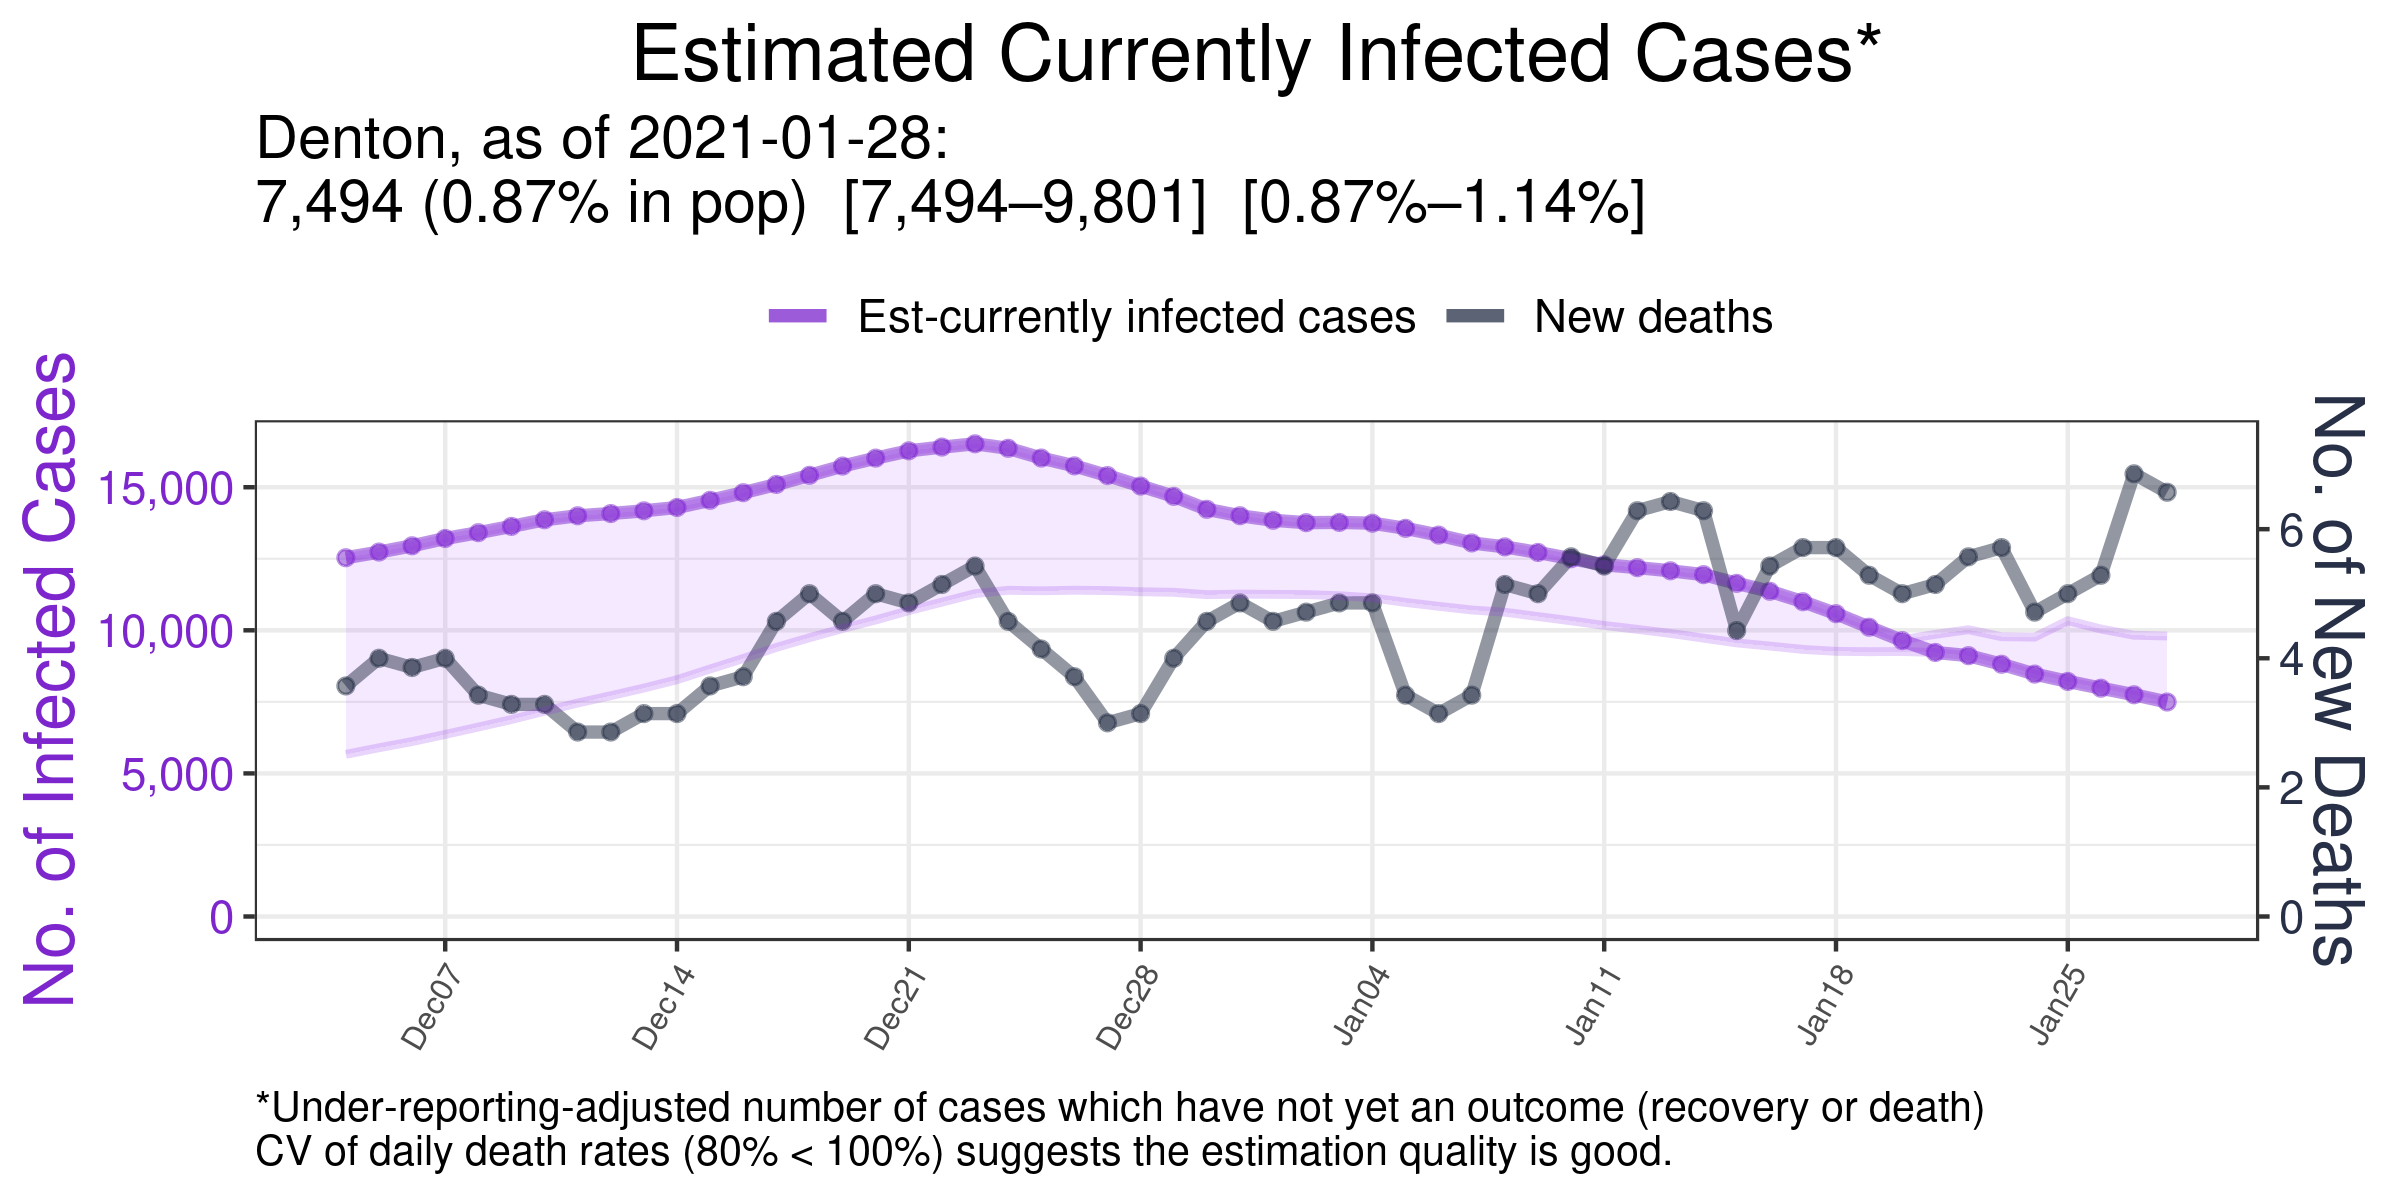 Estimated Currently Infected Cases*
Denton, as of 2021-01-28:
7,494 (0.87% in pop)  [7,494–9,801]  [0.87%–1.14%]
Est-currently infected cases
New deaths
No. of Infected Cases
15,000
10,000
5,000
0
6
4
2
0
No. of New Deaths
Dec07
Dec14
Dec21
Dec28
Jan04
Jan11
Jan18
Jan25
*Under-reporting-adjusted number of cases which have not yet an outcome (recovery or death)
CV of daily death rates (80% < 100%) suggests the estimation quality is good.